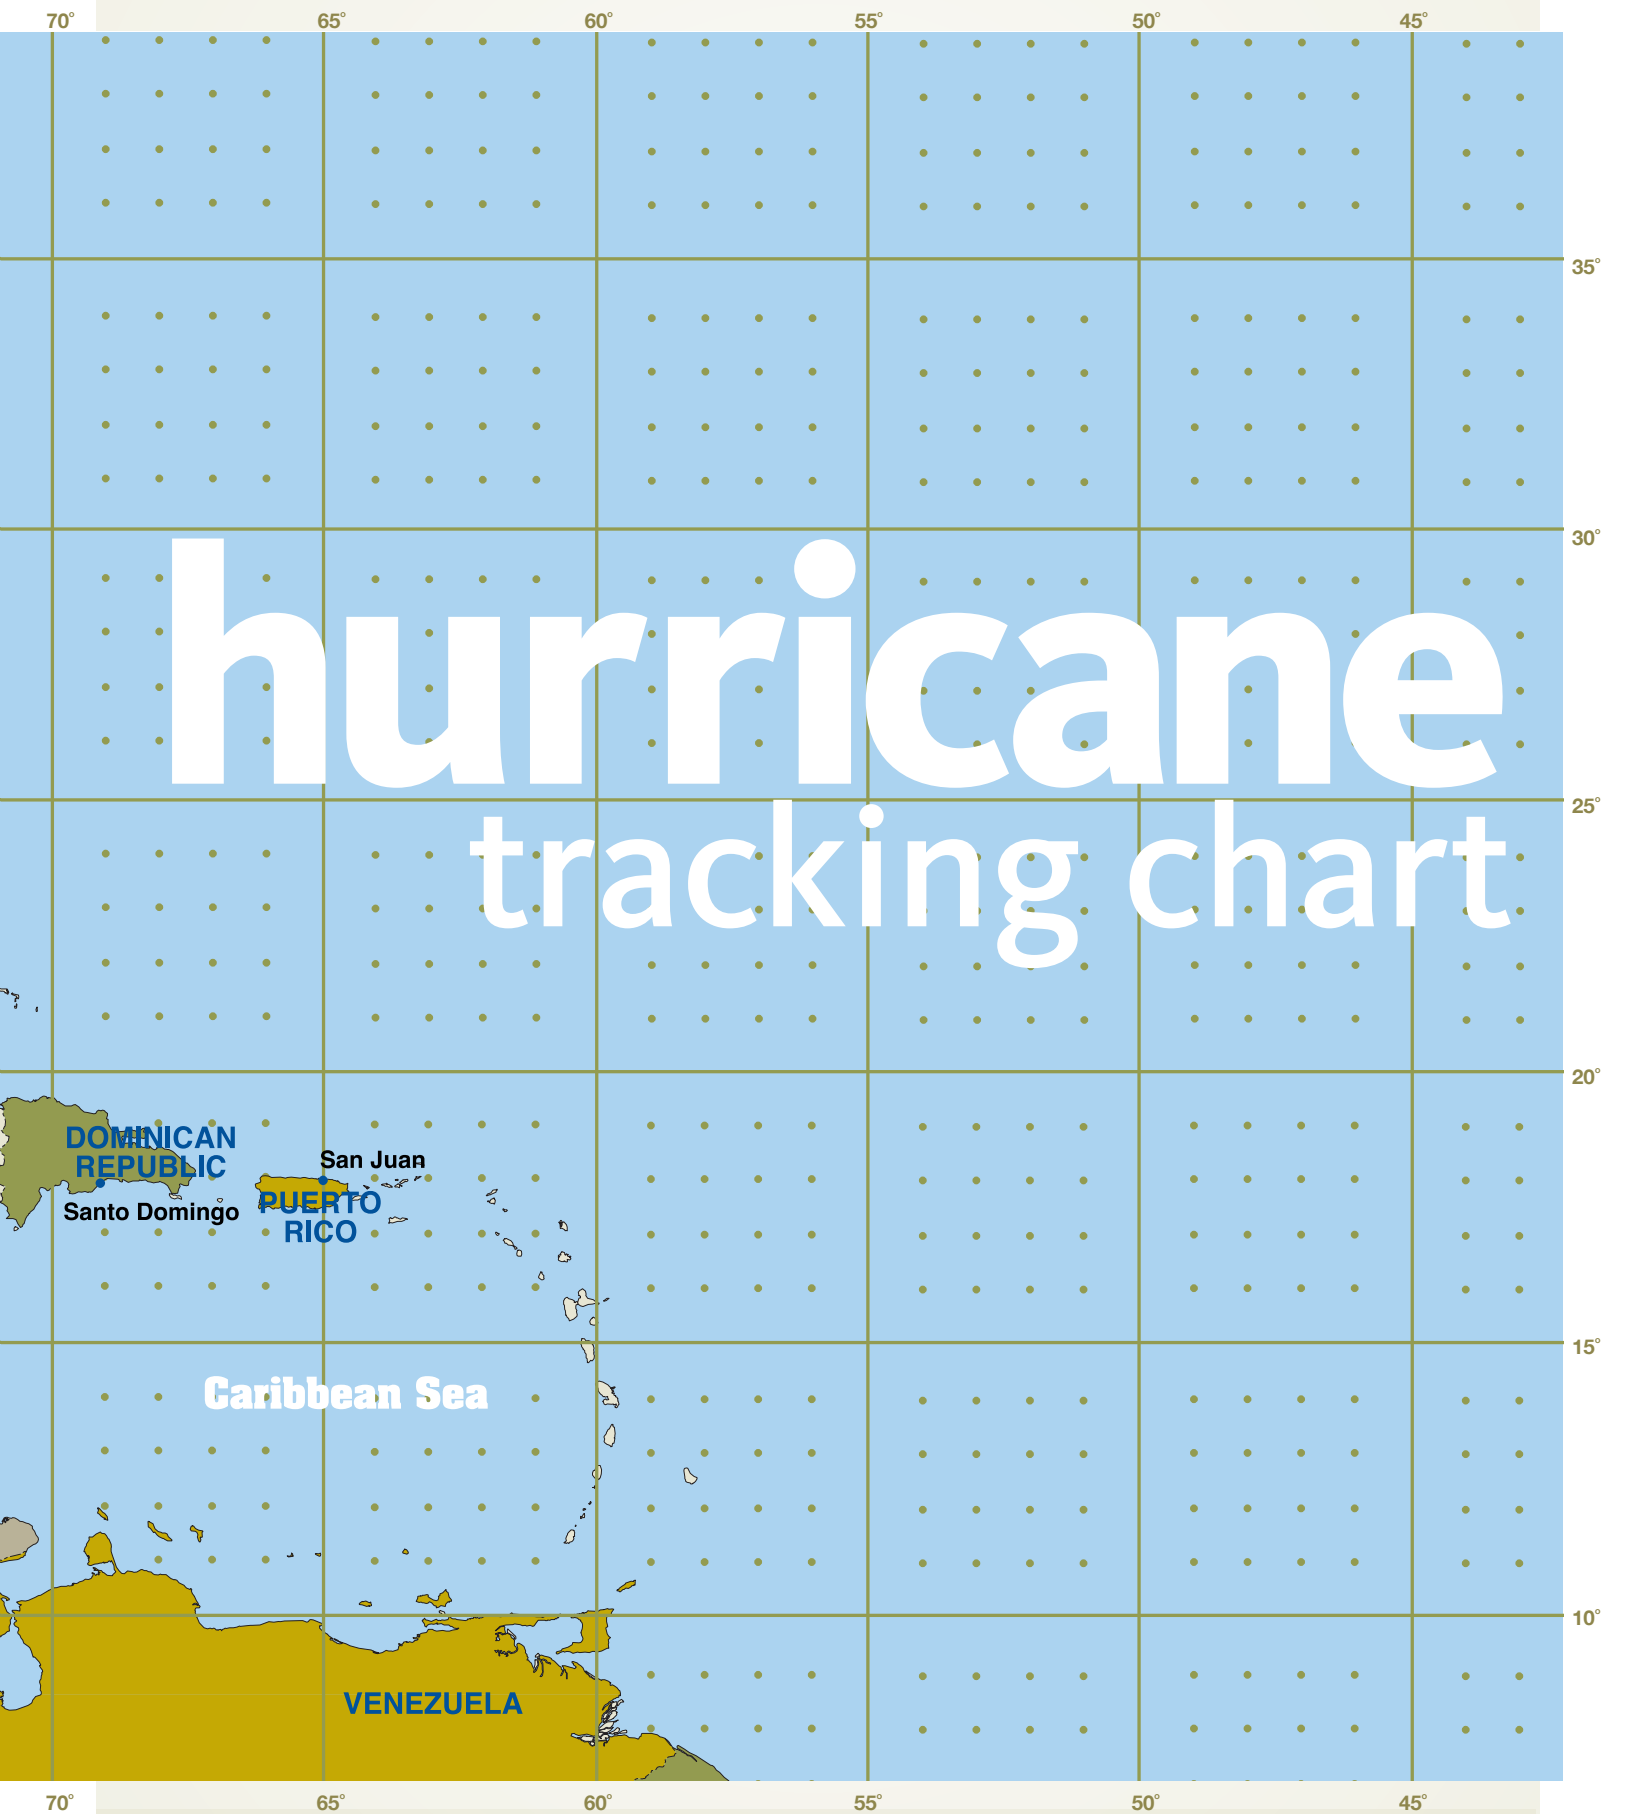 70° 65° 60° 55° 50° 45°
35°
30°
hurricane
25°
tracking chart
20°
DOMINICAN
REPUBLIC
San Juan
PUERTO
RICO
Santo Domingo
15°
Caribbean Sea
10°
VENEZUELA
70° 65° 60° 55° 50° 45°